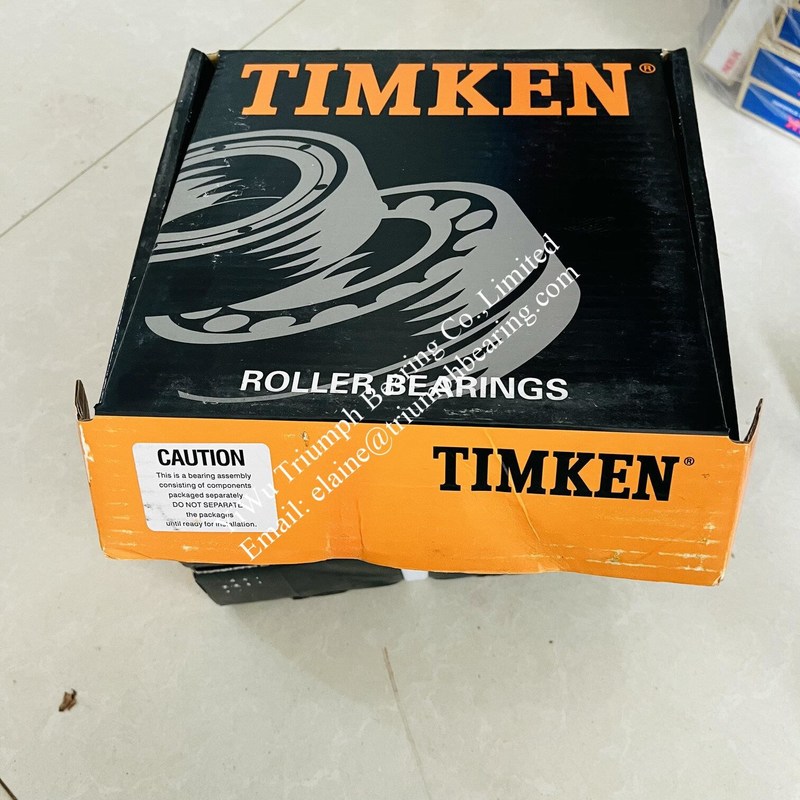 TIMKEN®
ROLLER BEARINGS
TIMKEN®
CAUTION
This is a bearing assembly
consisting of components
packaged separately
DO NOT SEPARATE
the packages
until ready for installation.
YiWu Triumph Bearing Co.,Limited
Email: elaine@triumphbearing.com